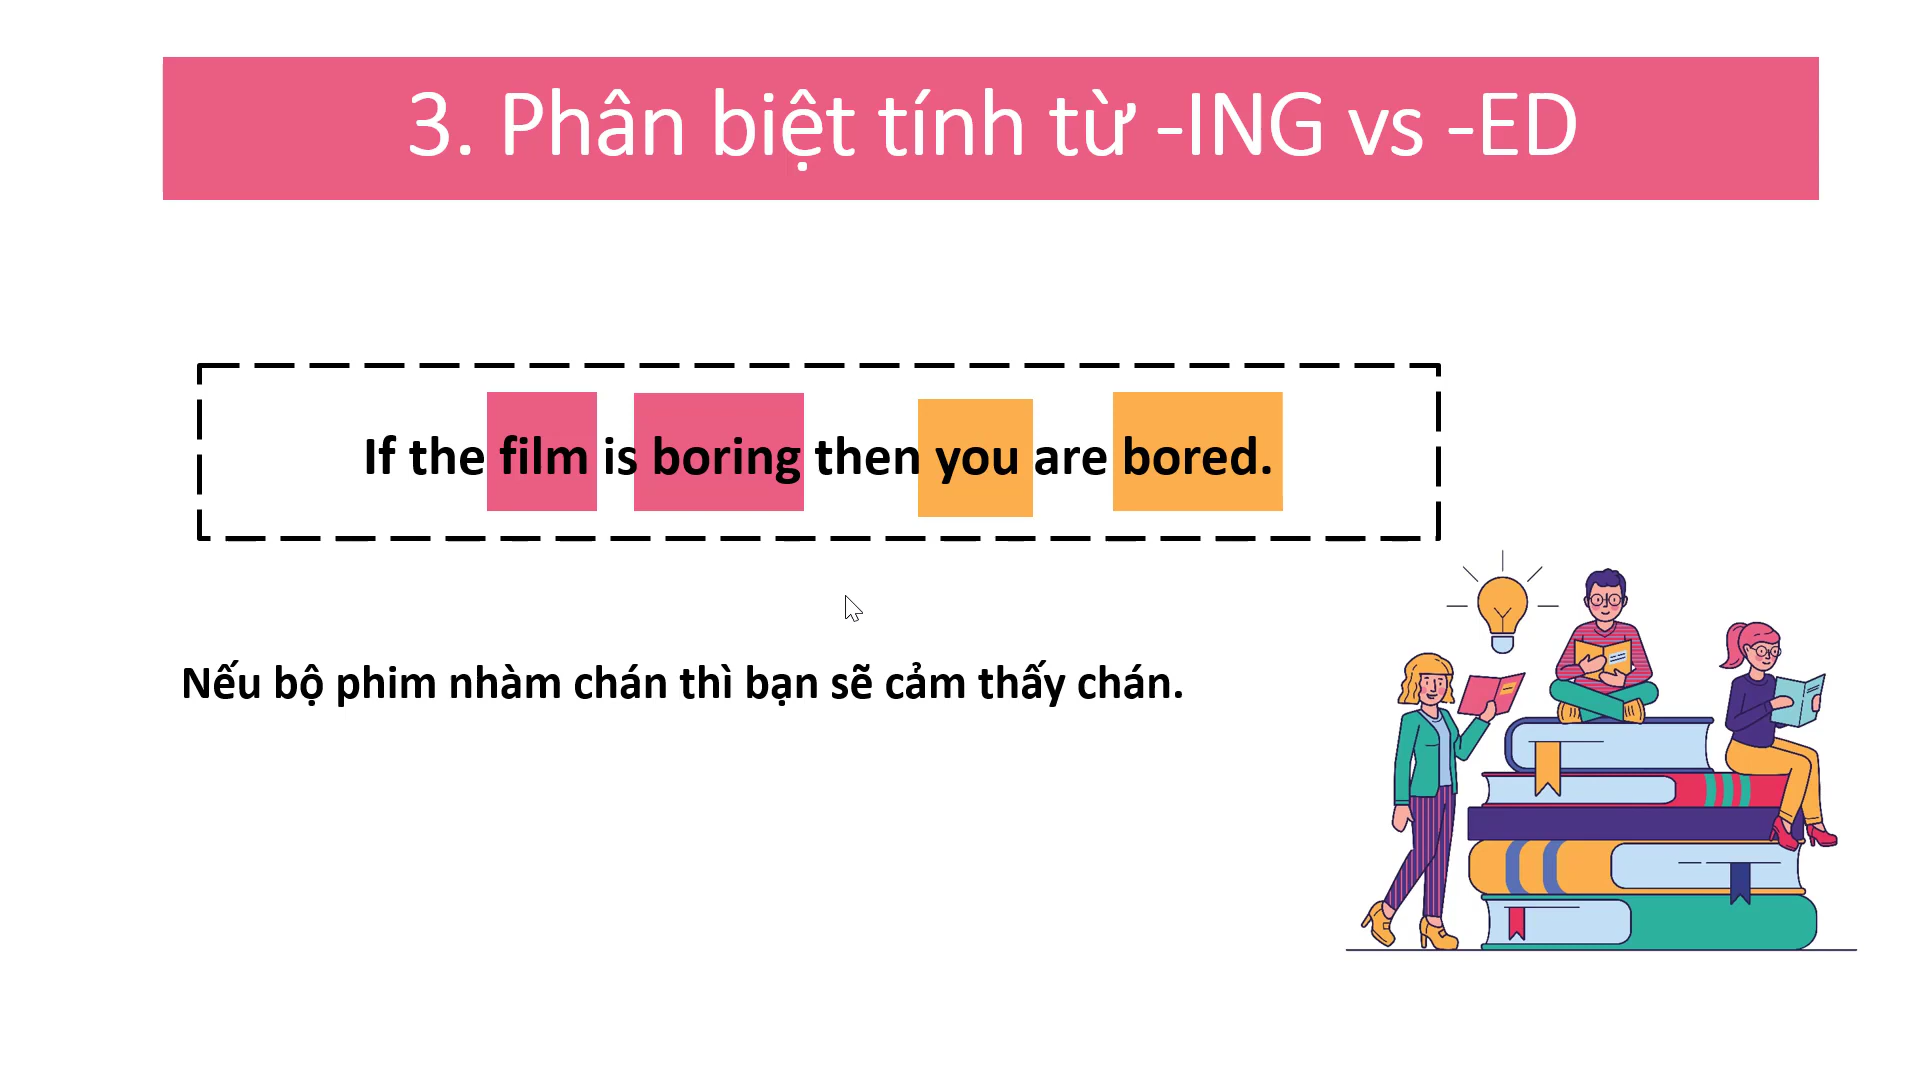 3. Phân biệt tính từ -ING vs -ED
If the film is boring then you are bored.
Nếu bộ phim nhàm chán thì bạn sẽ cảm thấy chán.